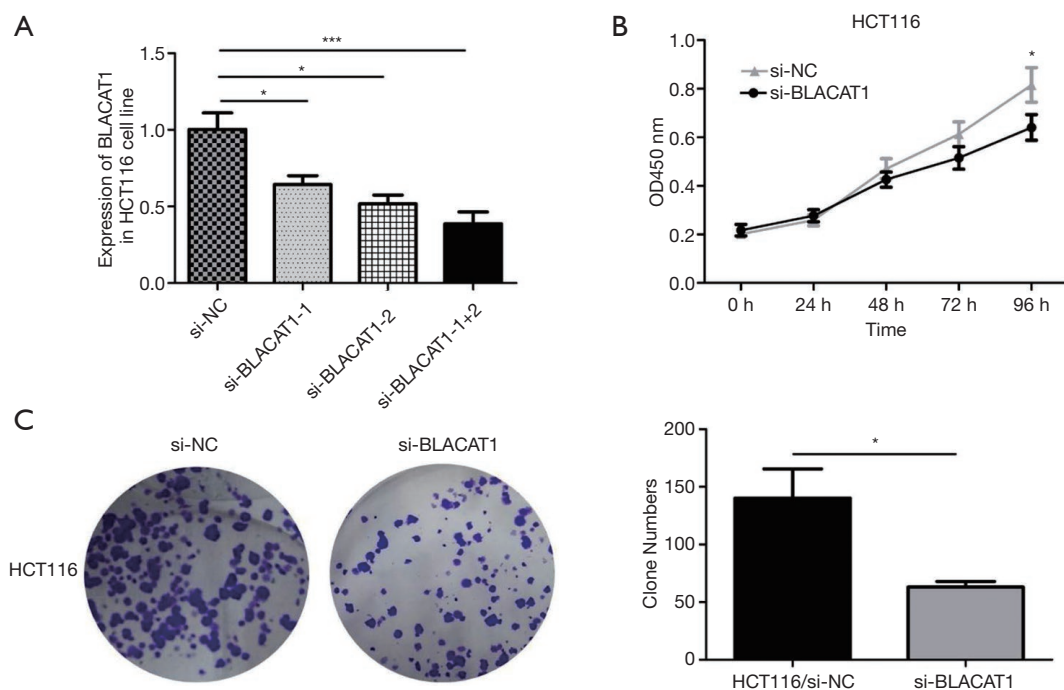 A
Expression of BLACAT1
in HCT116 cell line
1.5
1.0
0.5
0.0
***
*
*
si-NC
si-BLACAT1-1
si-BLACAT1-2
si-BLACAT1-1+2
B
HCT116
OD450 nm
1.0
0.8
0.6
0.4
0.2
0.0
si-NC
si-BLACAT1
*
0 h
24 h
48 h
72 h
96 h
Time
C
si-NC
si-BLACAT1
HCT116
Clone Numbers
200
150
100
50
0
*
HCT116/si-NC
si-BLACAT1